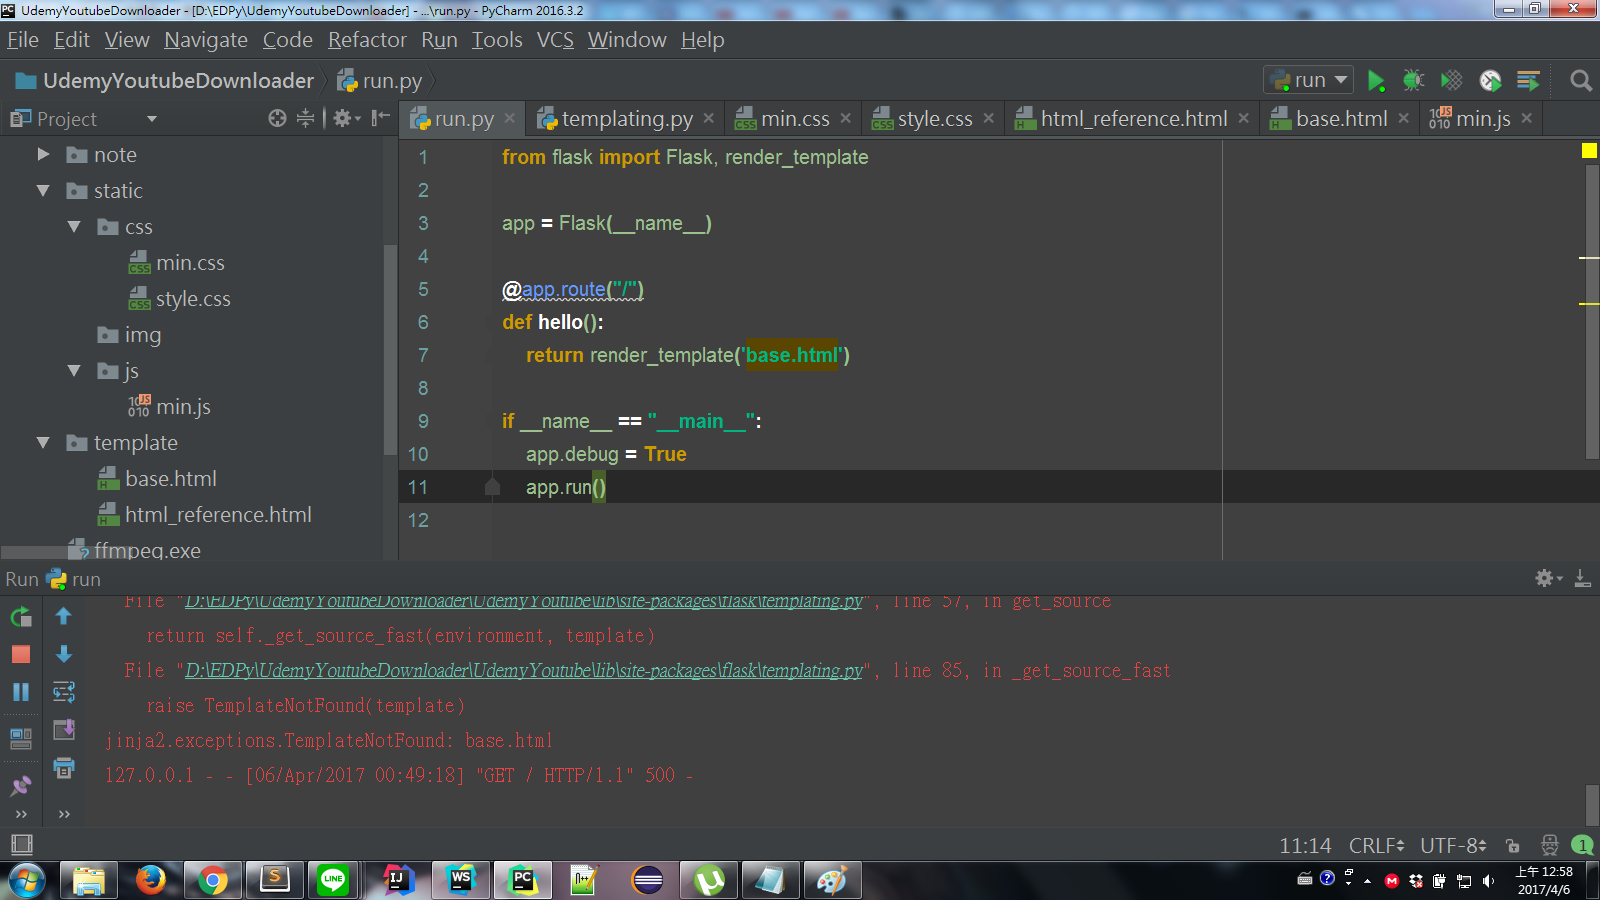 UdemyYoutubeDownloader - [D:\EDPy\UdemyYoutubeDownloader] - ...\run.py - PyCharm 2016.3.2
File Edit View Navigate Code Refactor Run Tools VCS Window Help
UdemyYoutubeDownloader run.py run
Project
run.py templating.py min.css style.css html_reference.html base.html min.js
note
static
css
min.css
style.css
img
js
min.js
template
base.html
html_reference.html
ffmpeg.exe
1 from flask import Flask, render_template
2
3 app = Flask(__name__)
4
5 @app.route("/")
6 def hello():
7 return render_template('base.html')
8
9 if __name__ == "__main__":
10 app.debug = True
11 app.run()
12
Run run
File "D:\EDPy\UdemyYoutubeDownloader\UdemyYoutube\lib\site-packages\flask\templating.py", line 57, in get_source
return self._get_source_fast(environment, template)
File "D:\EDPy\UdemyYoutubeDownloader\UdemyYoutube\lib\site-packages\flask\templating.py", line 85, in _get_source_fast
raise TemplateNotFound(template)
jinja2.exceptions.TemplateNotFound: base.html
127.0.0.1 - - [06/Apr/2017 00:49:18] "GET / HTTP/1.1" 500 -
11:14 CRLF UTF-8 1
上午 12:58
2017/4/6